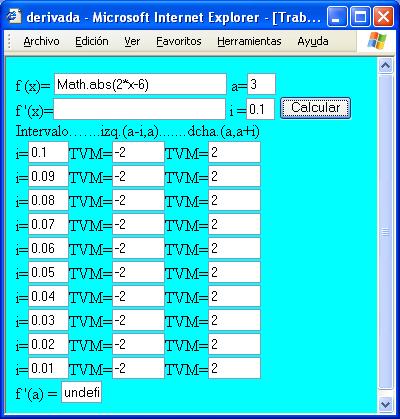 derivada - Microsoft Internet Explorer - [Trab...
Archivo Edición Ver Favoritos Herramientas Ayuda
f (x)= Math.abs(2*x-6) a= 3
f '(x)= i = 0.1 Calcular
Intervalo.......izq.(a-i,a).......dcha.(a,a+i)
i= 0.1 TVM= -2 TVM= 2
i= 0.09 TVM= -2 TVM= 2
i= 0.08 TVM= -2 TVM= 2
i= 0.07 TVM= -2 TVM= 2
i= 0.06 TVM= -2 TVM= 2
i= 0.05 TVM= -2 TVM= 2
i= 0.04 TVM= -2 TVM= 2
i= 0.03 TVM= -2 TVM= 2
i= 0.02 TVM= -2 TVM= 2
i= 0.01 TVM= -2 TVM= 2
f '(a) = undefi